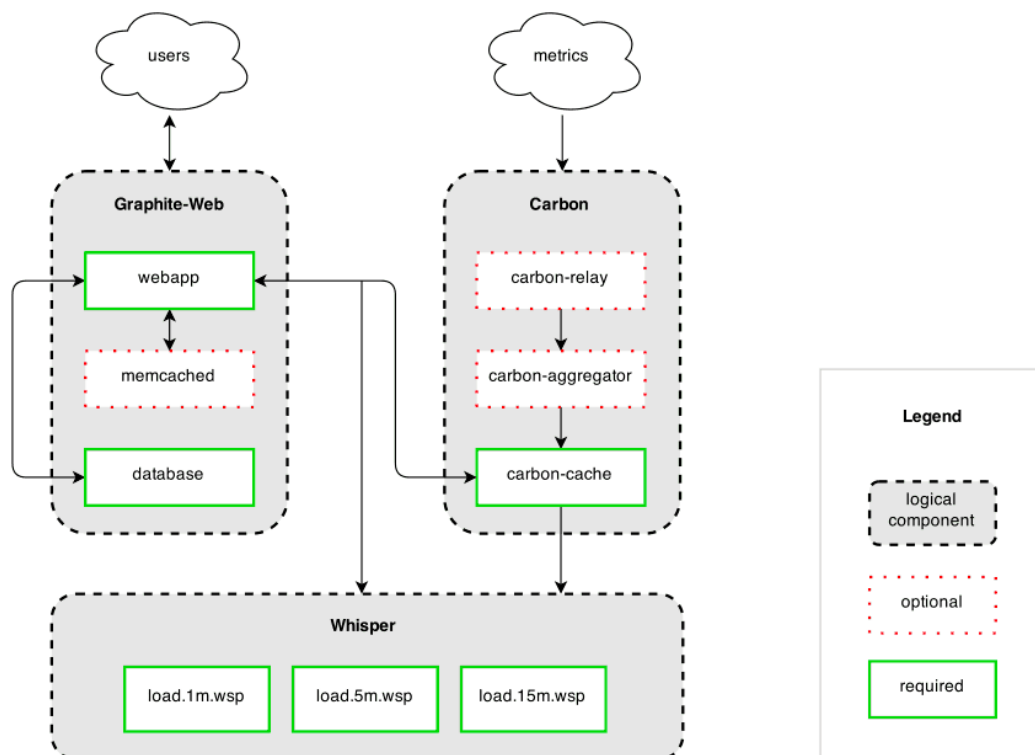 users
metrics
Graphite-Web
Carbon
webapp
carbon-relay
memcached
carbon-aggregator
database
carbon-cache
Whisper
load.1m.wsp
load.5m.wsp
load.15m.wsp
Legend
logical
component
optional
required